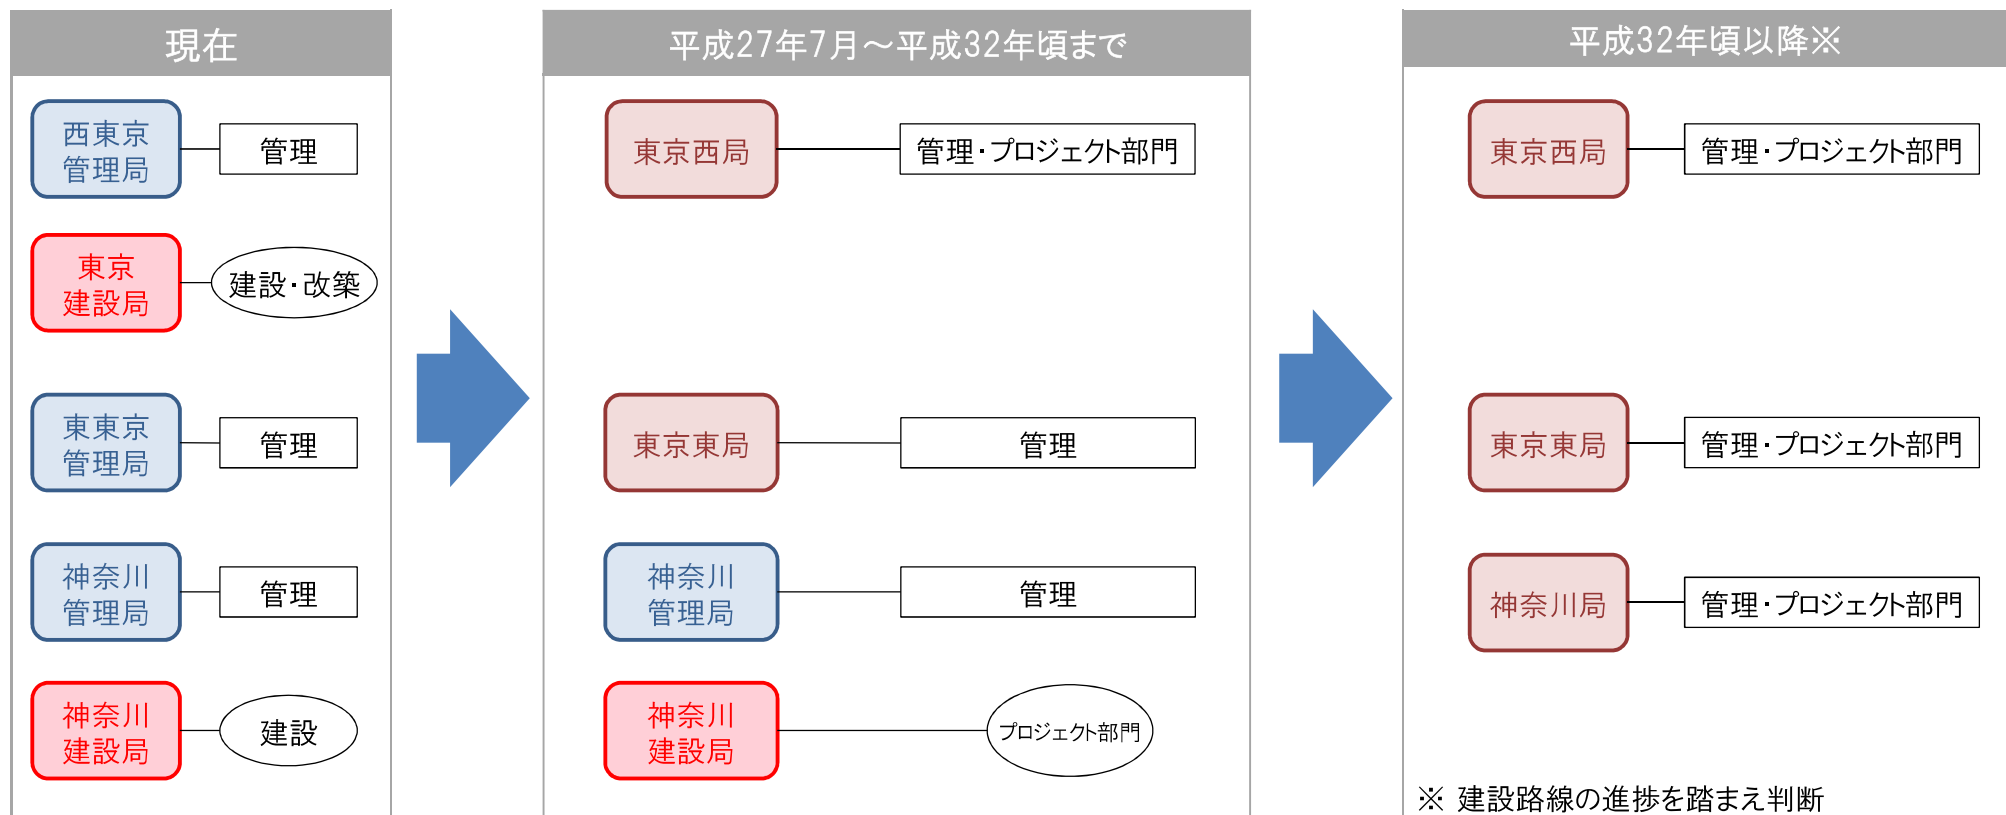 現在
西東京
管理局
管理
東京
建設局
建設・改築
東東京
管理局
管理
神奈川
管理局
管理
神奈川
建設局
建設
平成27年7月～平成32年頃まで
東京西局
管理・プロジェクト部門
東京東局
管理
神奈川
管理局
管理
神奈川
建設局
プロジェクト部門
平成32年頃以降※
東京西局
管理・プロジェクト部門
東京東局
管理・プロジェクト部門
神奈川局
管理・プロジェクト部門
※ 建設路線の進捗を踏まえ判断